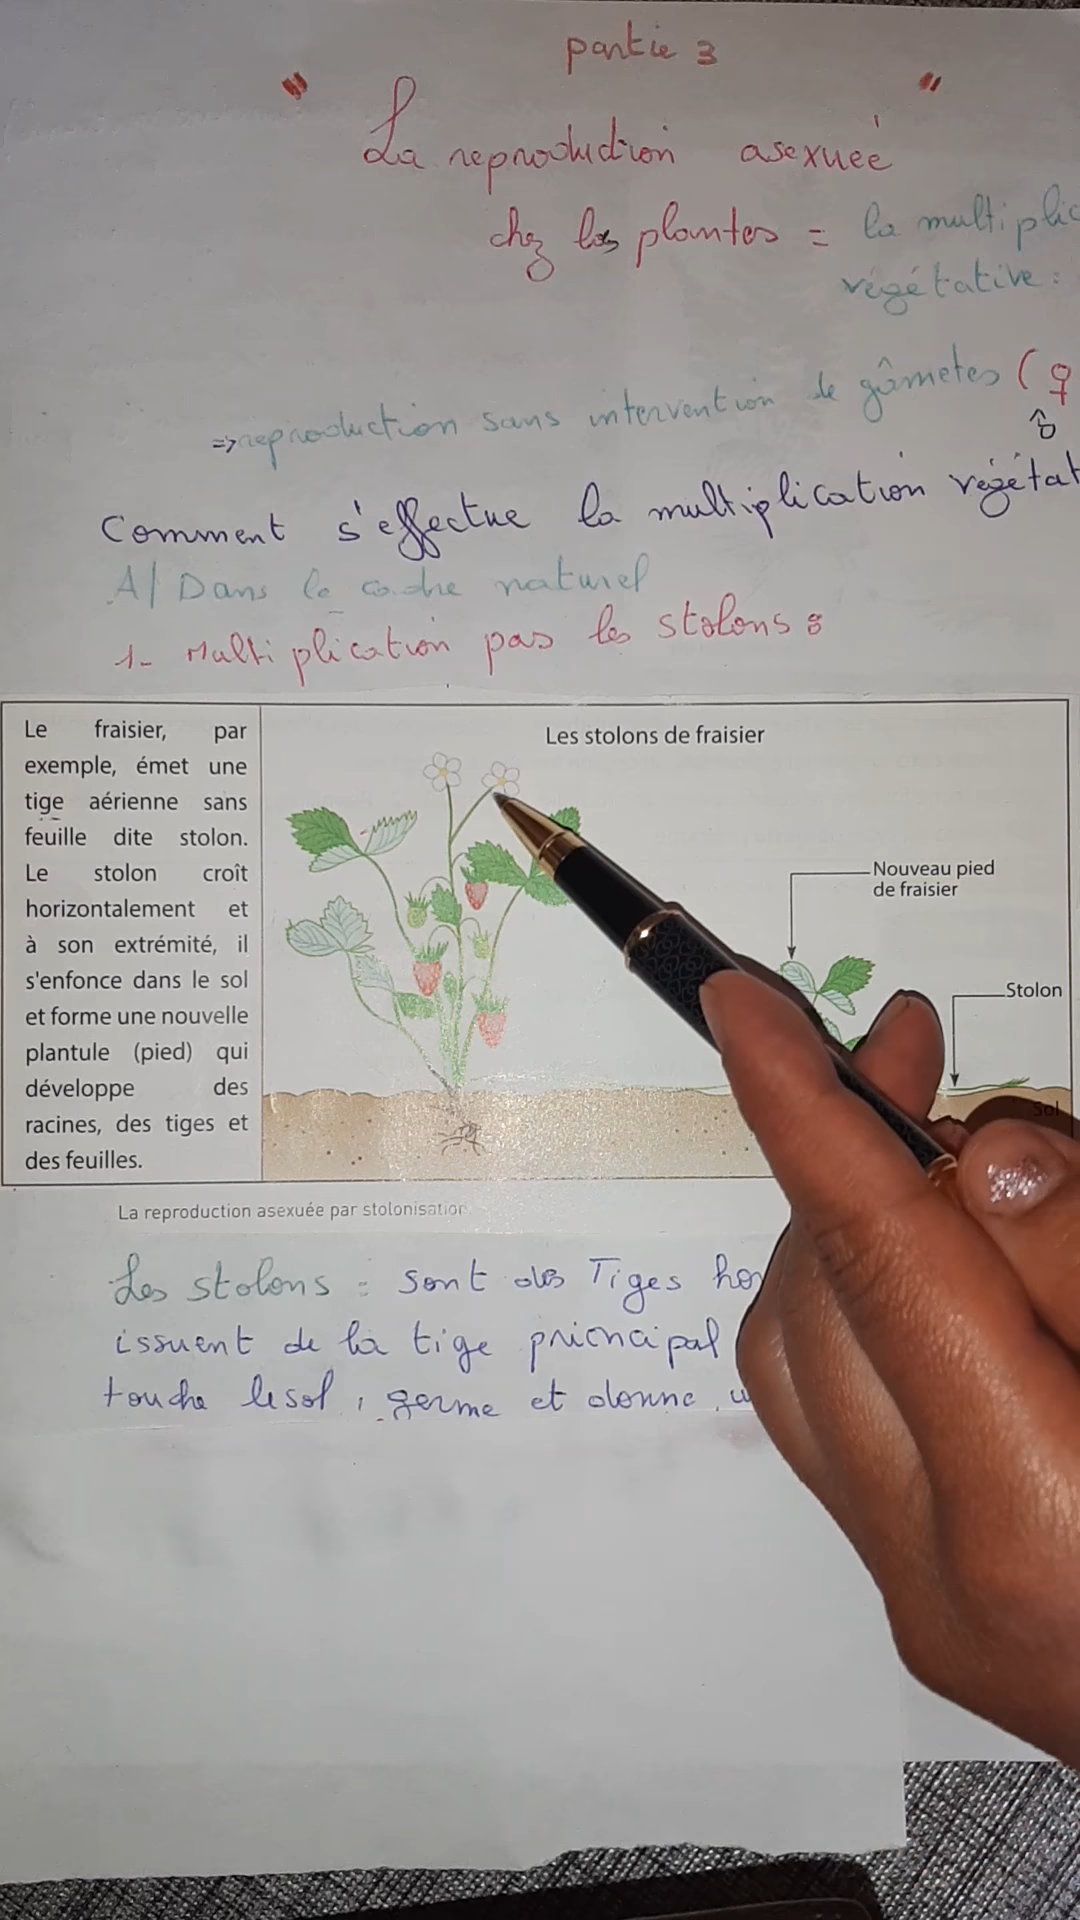 partie 3
" La reproduction asexuée "
chez les plantes = la multiplic
végétative :
=> reproduction sans intervention de gâmetes ( ♀
♂
Comment s'effectue la multiplication végétat
A/ Dans le cadre naturel
1- Multiplication pas les stolons :
Le fraisier, par
exemple, émet une
tige aérienne sans
feuille dite stolon.
Le stolon croît
horizontalement et
à son extrémité, il
s'enfonce dans le sol
et forme une nouvelle
plantule (pied) qui
développe des
racines, des tiges et
des feuilles.
Les stolons de fraisier
Nouveau pied
de fraisier
Stolon
Sol
La reproduction asexuée par stolonisation
Les stolons : sont des Tiges hor
issuent de la tige prioncipal
touche le sol, germe et donne u